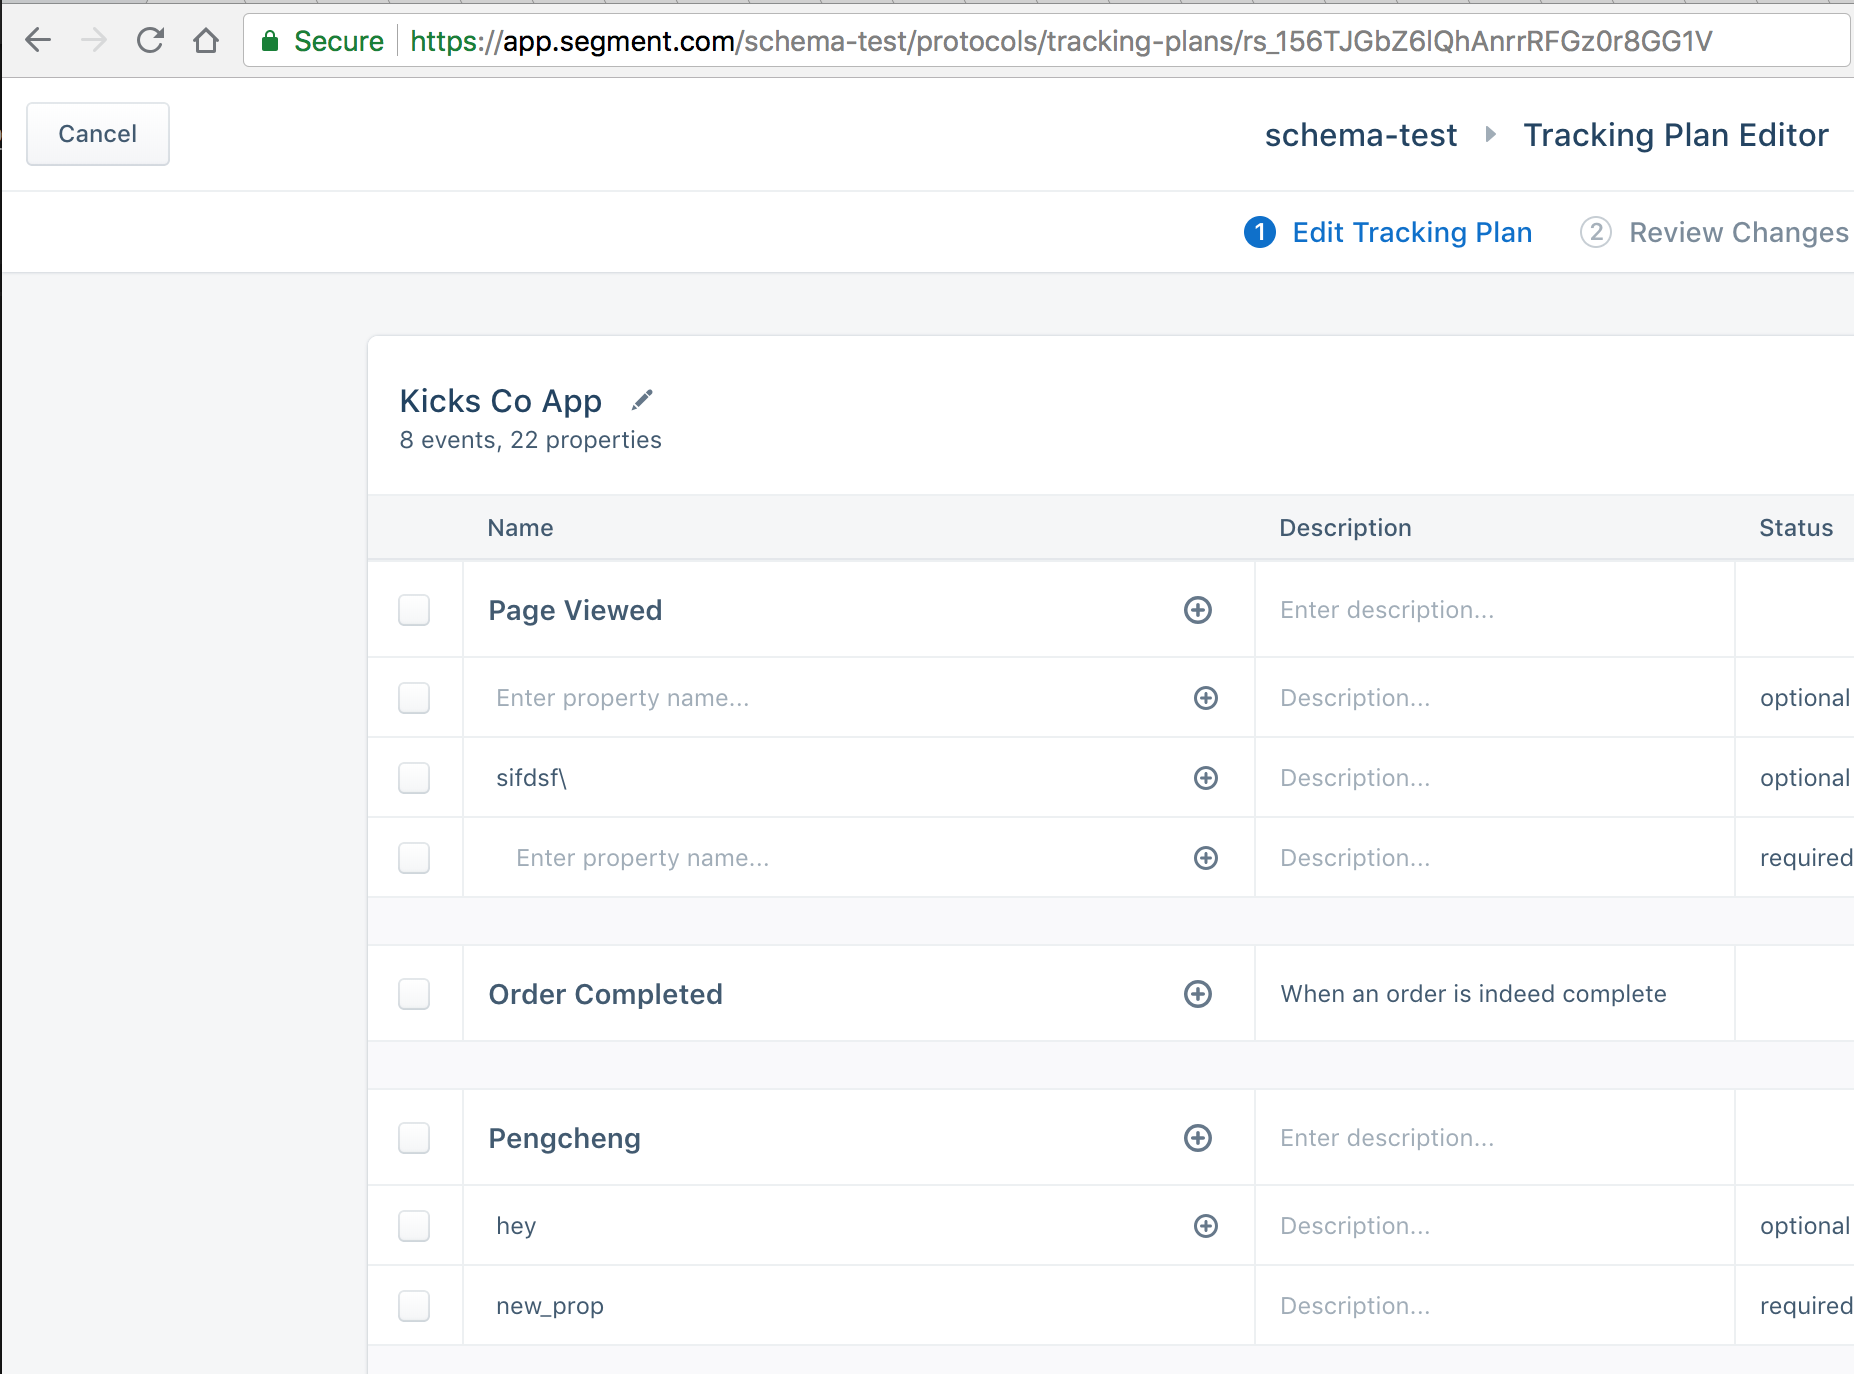 Secure https://app.segment.com/schema-test/protocols/tracking-plans/rs_156TJGbZ6lQhAnrrRFGz0r8GG1V
Cancel
schema-test Tracking Plan Editor
1 Edit Tracking Plan 2 Review Changes
Kicks Co App
8 events, 22 properties
Name Description Status
Page Viewed Enter description...
Enter property name... Description... optional
sifdsf\ Description... optional
Enter property name... Description... required
Order Completed When an order is indeed complete
Pengcheng Enter description...
hey Description... optional
new_prop Description... required